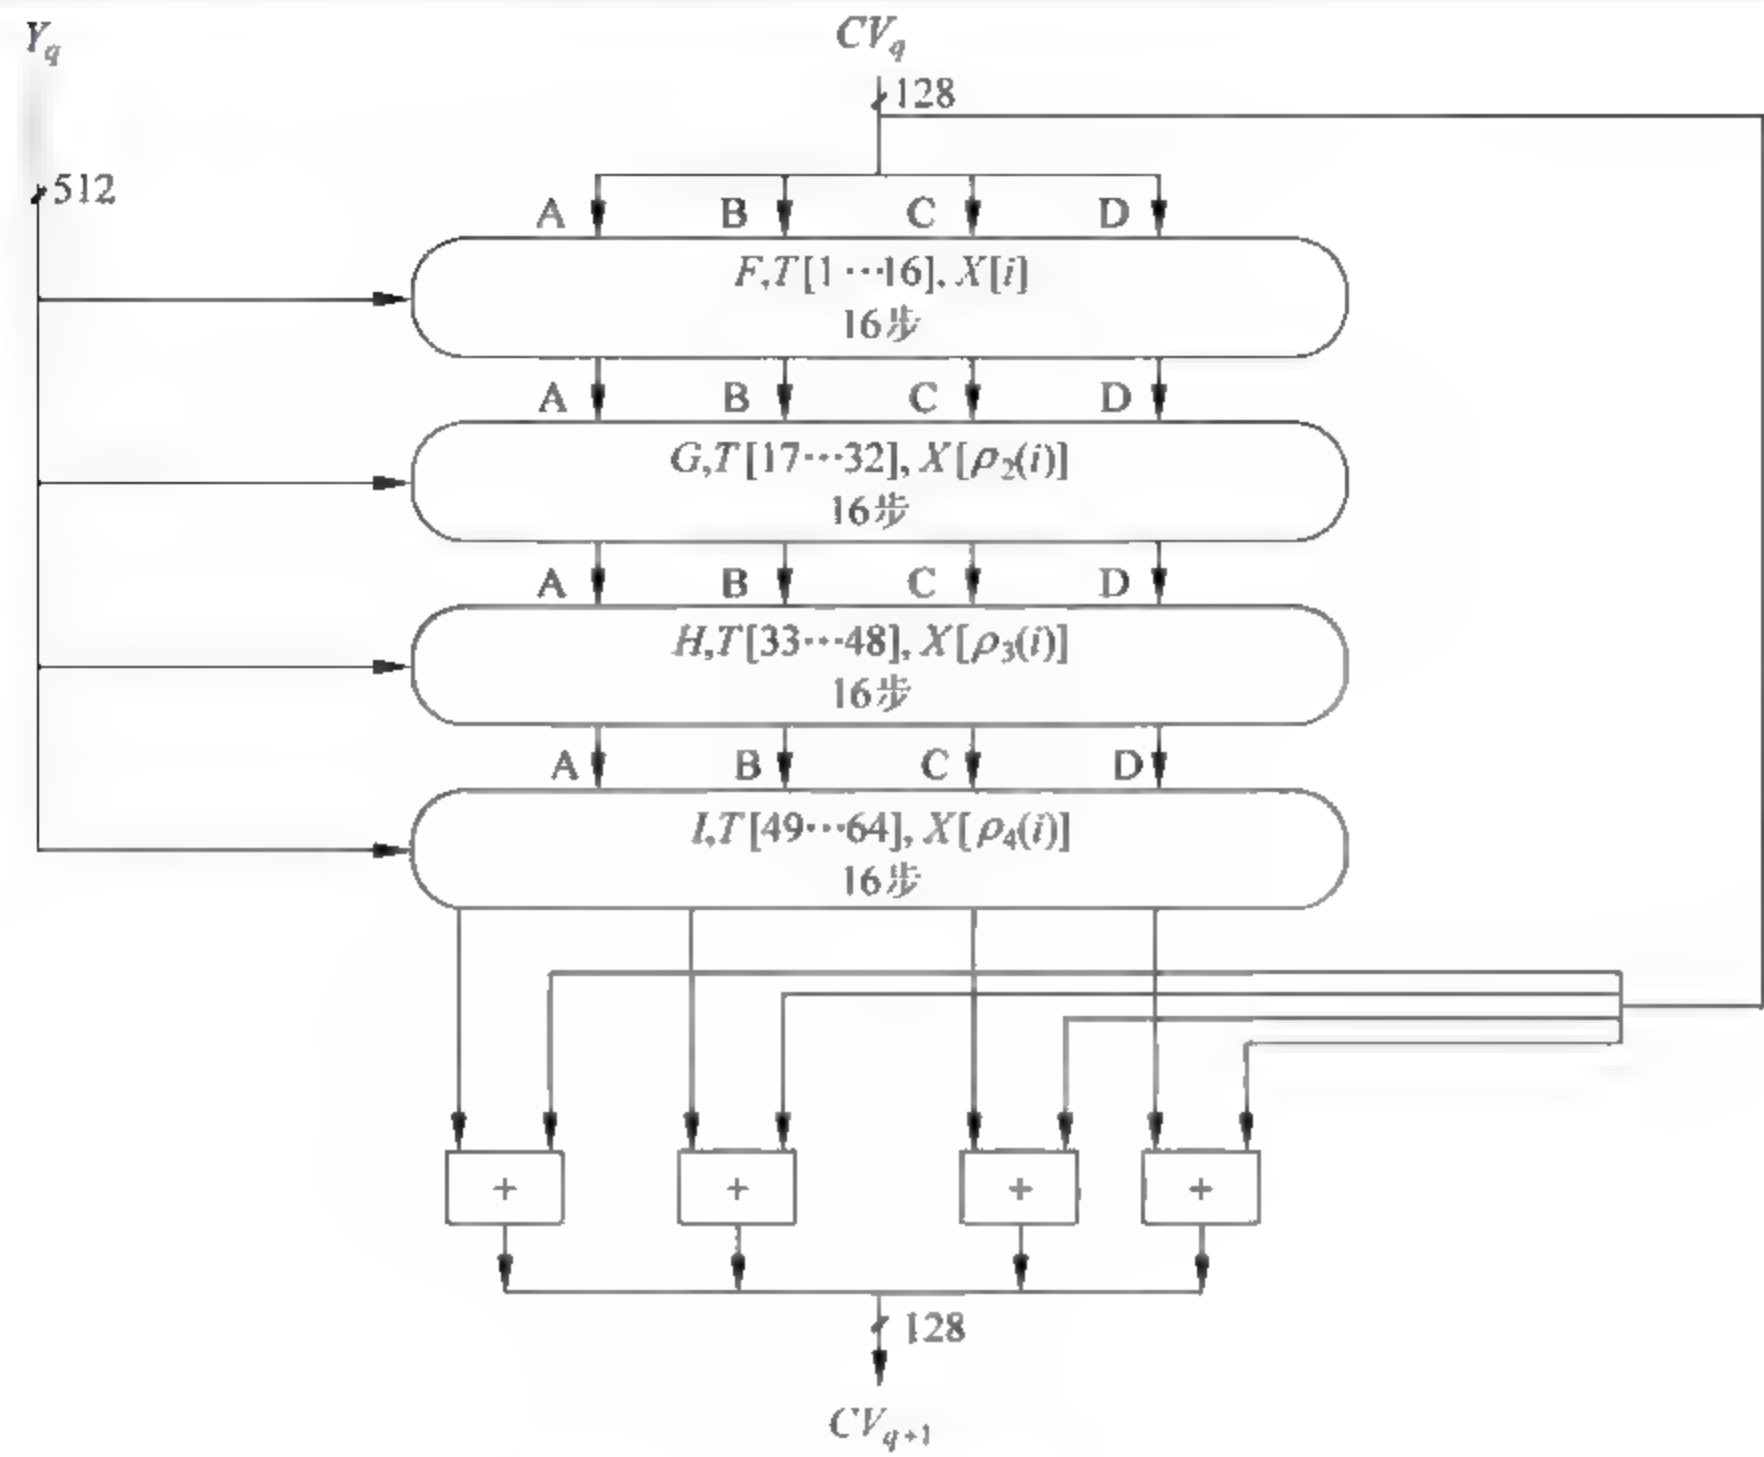 Y_q
CV_q
128
512
A B C D
F,T[1…16], X[i]
16步
A B C D
G,T[17…32], X[ρ₂(i)]
16步
A B C D
H,T[33…48], X[ρ₃(i)]
16步
A B C D
I,T[49…64], X[ρ₄(i)]
16步
+ + + +
128
CV_{q+1}